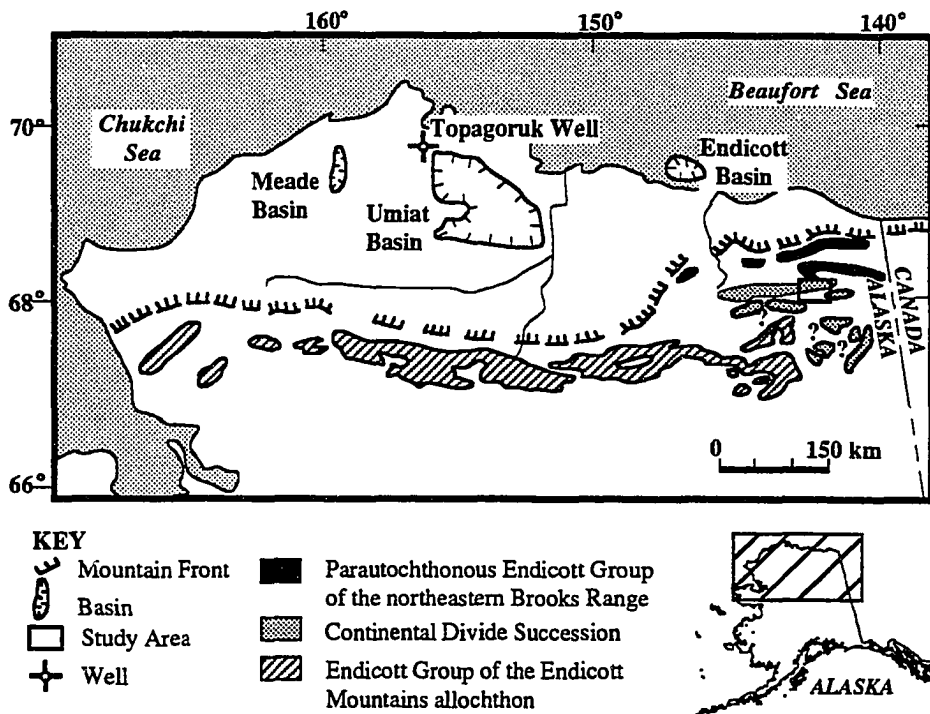 160° 150° 140°
Beaufort Sea
70°
Chukchi
Sea
Topagoruk Well
Endicott
Basin
Meade
Basin
Umiat
Basin
68°
CANADA
ALASKA
?
? ?
0 150 km
66°
KEY
Mountain Front
Basin
Study Area
Well
Parautochthonous Endicott Group
of the northeastern Brooks Range
Continental Divide Succession
Endicott Group of the Endicott
Mountains allochthon
ALASKA